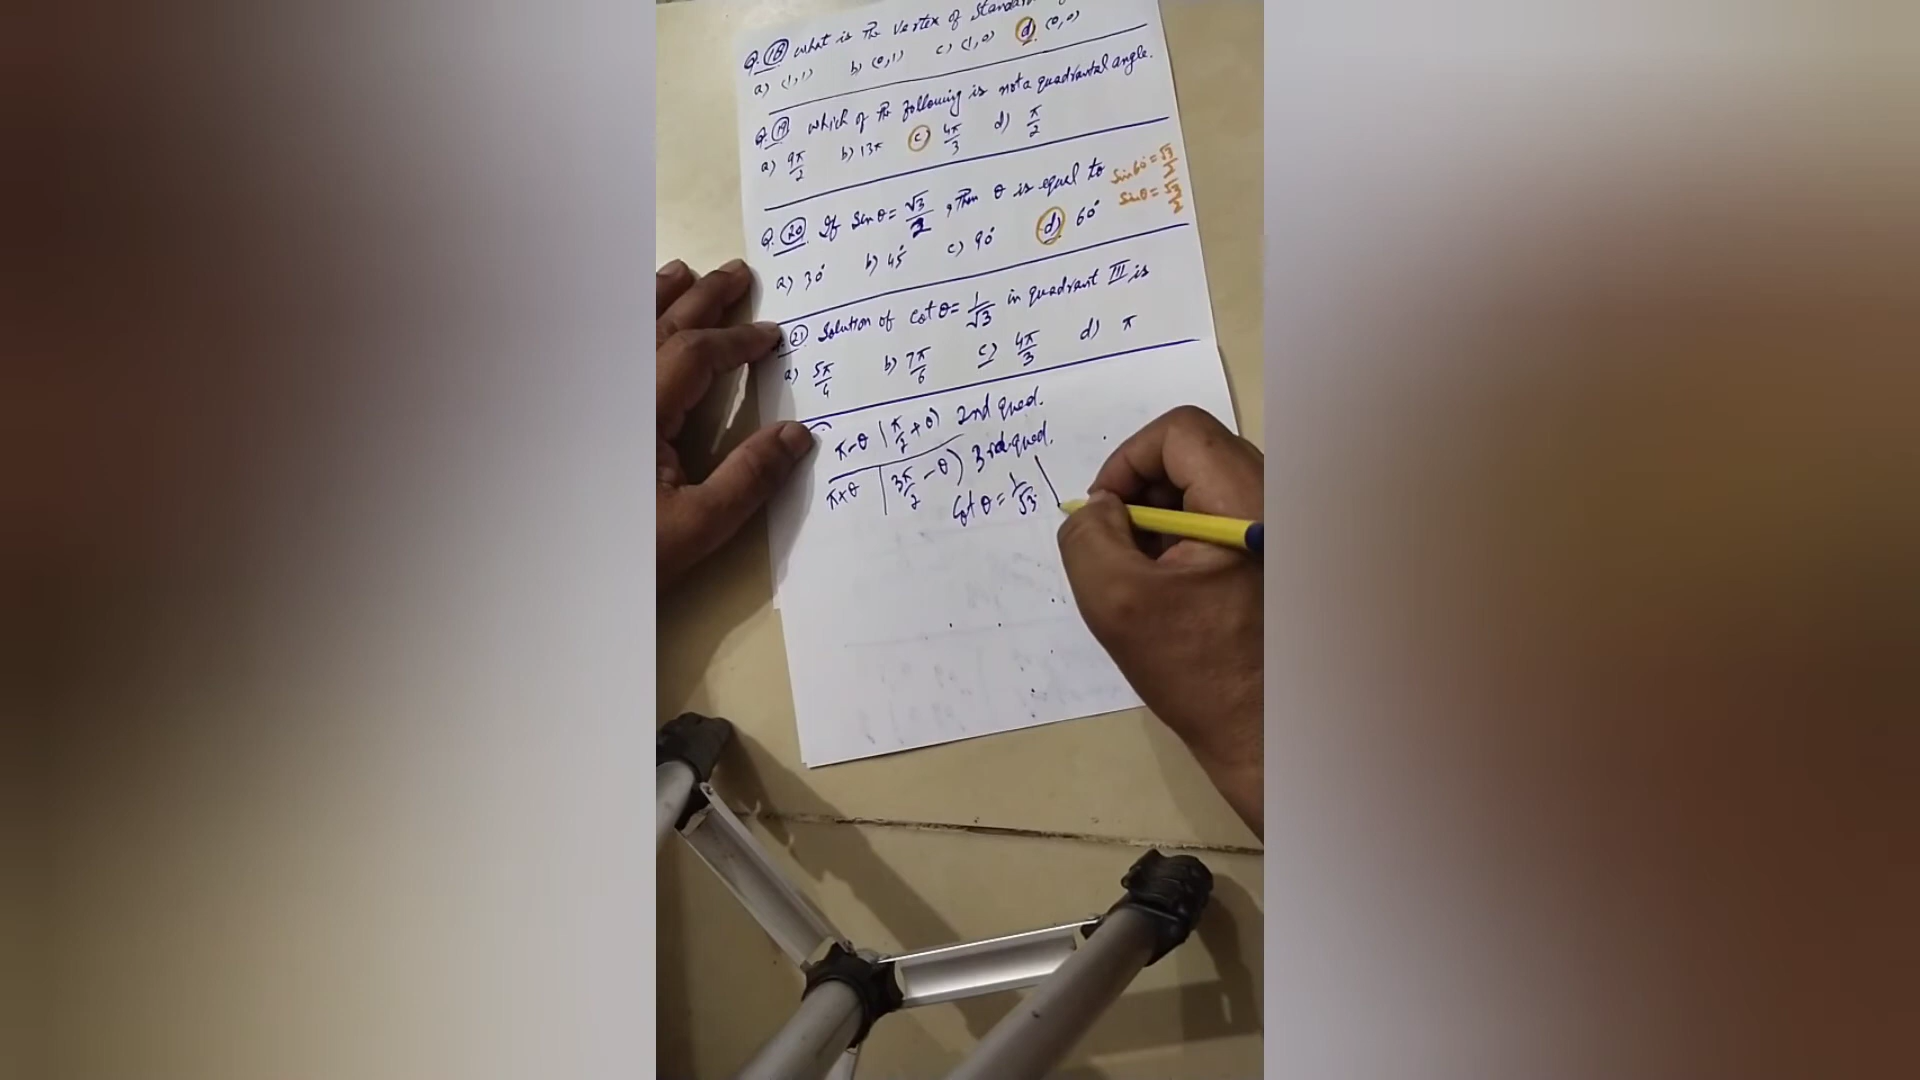 Q.(18) What is the Vertex of Standard
a) (1,1) b) (0,1) c) (1,0) d) (0,0)
Q.(19) Which of the following is not a quadrantal angle.
a) 9π/2 b) 13π c) 4π/3 d) π/2
Q.(20) If Sin θ = √3/2, Then θ is equal to
Sin60° = √3/2
Sinθ = √3/2
a) 30° b) 45° c) 90° d) 60°
(21) Solution of Cot θ = 1/√3 in quadrant III is
a) 5π/4 b) 7π/6 c) 4π/3 d) π
π-θ | (π/2+θ) 2nd quad.
π+θ | (3π/2-θ) 3rd quad.
Cot θ = 1/√3